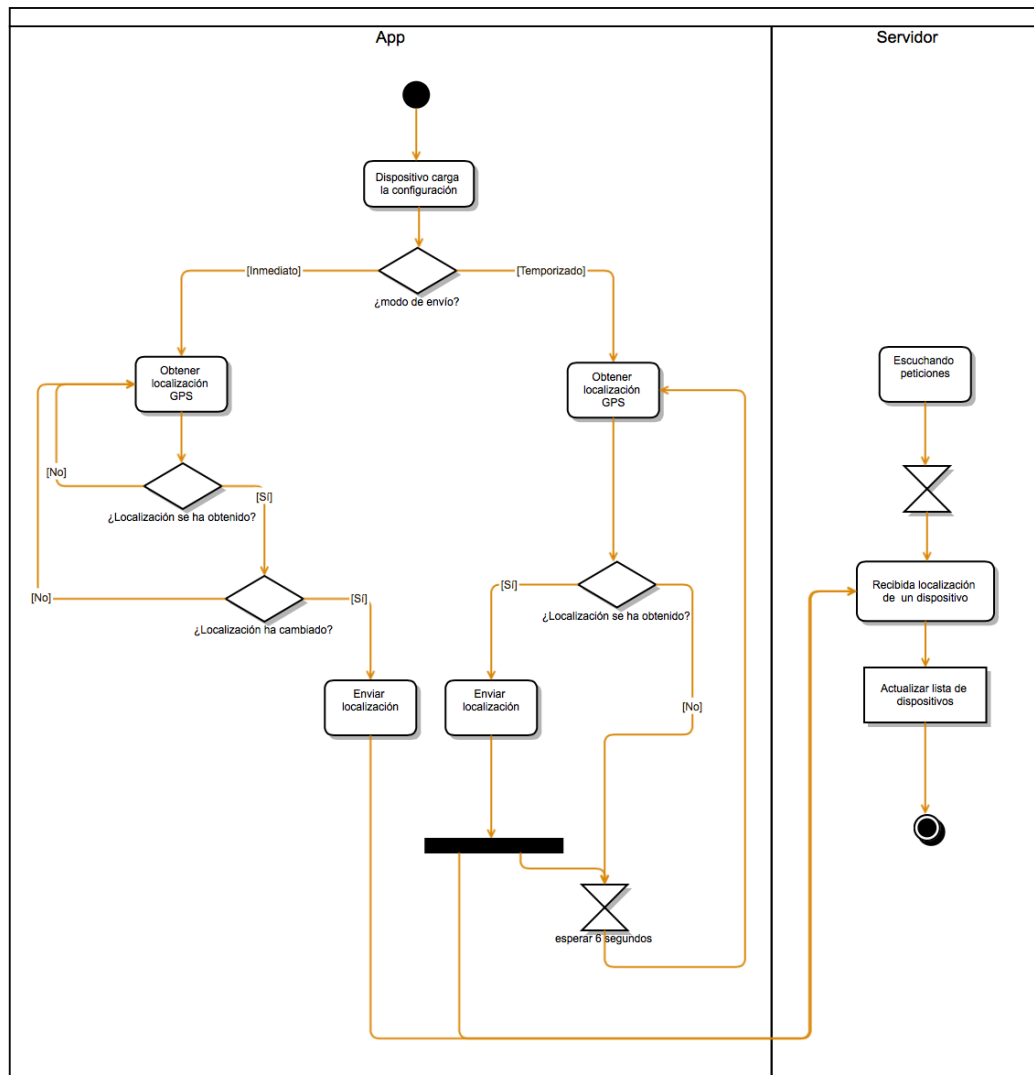 App
Servidor
Dispositivo carga
la configuración
[Inmediato]
[Temporizado]
¿modo de envío?
Obtener
localización
GPS
Obtener
localización
GPS
Escuchando
peticiones
[No]
[Sí]
¿Localización se ha obtenido?
[No]
[Sí]
¿Localización ha cambiado?
[Sí]
¿Localización se ha obtenido?
[No]
Recibida localización
de un dispositivo
Enviar
localización
Enviar
localización
Actualizar lista de
dispositivos
esperar 6 segundos